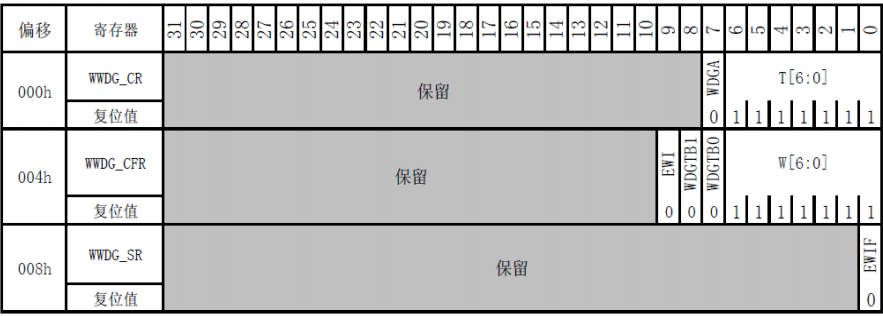 偏移 寄存器 31 30 29 28 27 26 25 24 23 22 21 20 19 18 17 16 15 14 13 12 11 10 9 8 7 6 5 4 3 2 1 0
000h WWDG_CR 保留 WDGA T[6:0]
复位值 0 1 1 1 1 1 1 1
004h WWDG_CFR 保留 EWI WDGTB1 WDGTB0 W[6:0]
复位值 0 0 0 1 1 1 1 1 1 1
008h WWDG_SR 保留 EWIF
复位值 0